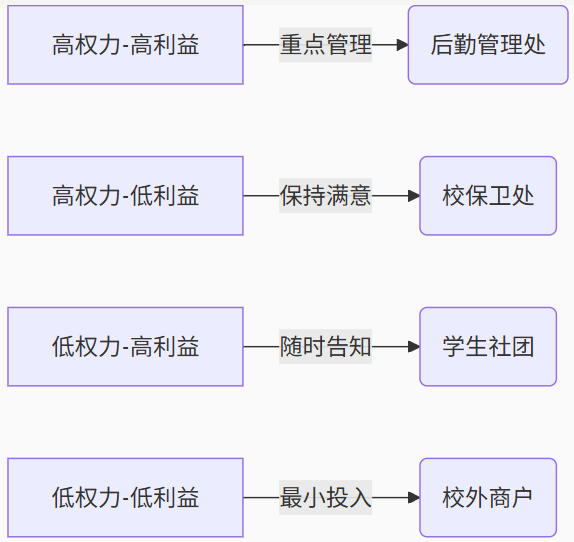 高权力-高利益 重点管理 后勤管理处
高权力-低利益 保持满意 校保卫处
低权力-高利益 随时告知 学生社团
低权力-低利益 最小投入 校外商户